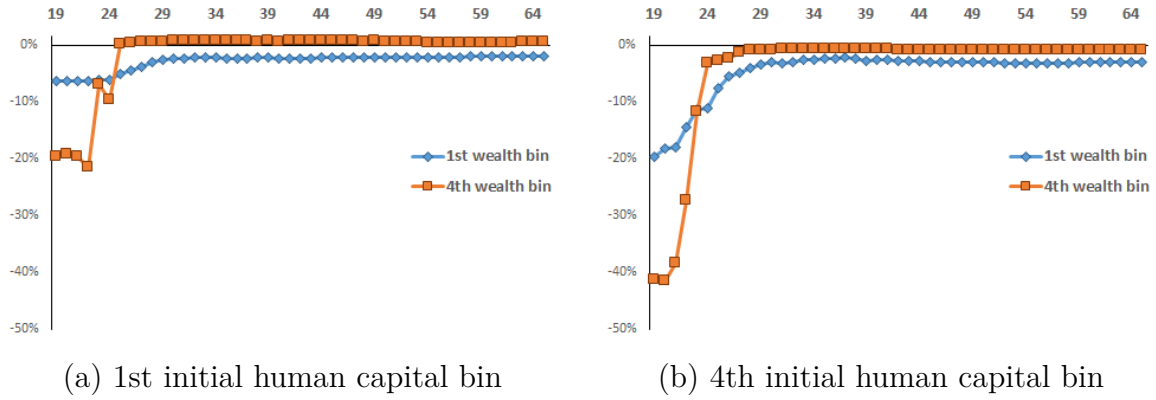 19 24 29 34 39 44 49 54 59 64
0%
-10%
-20%
-30%
-40%
-50%
1st wealth bin
4th wealth bin
(a) 1st initial human capital bin
19 24 29 34 39 44 49 54 59 64
0%
-10%
-20%
-30%
-40%
-50%
1st wealth bin
4th wealth bin
(b) 4th initial human capital bin